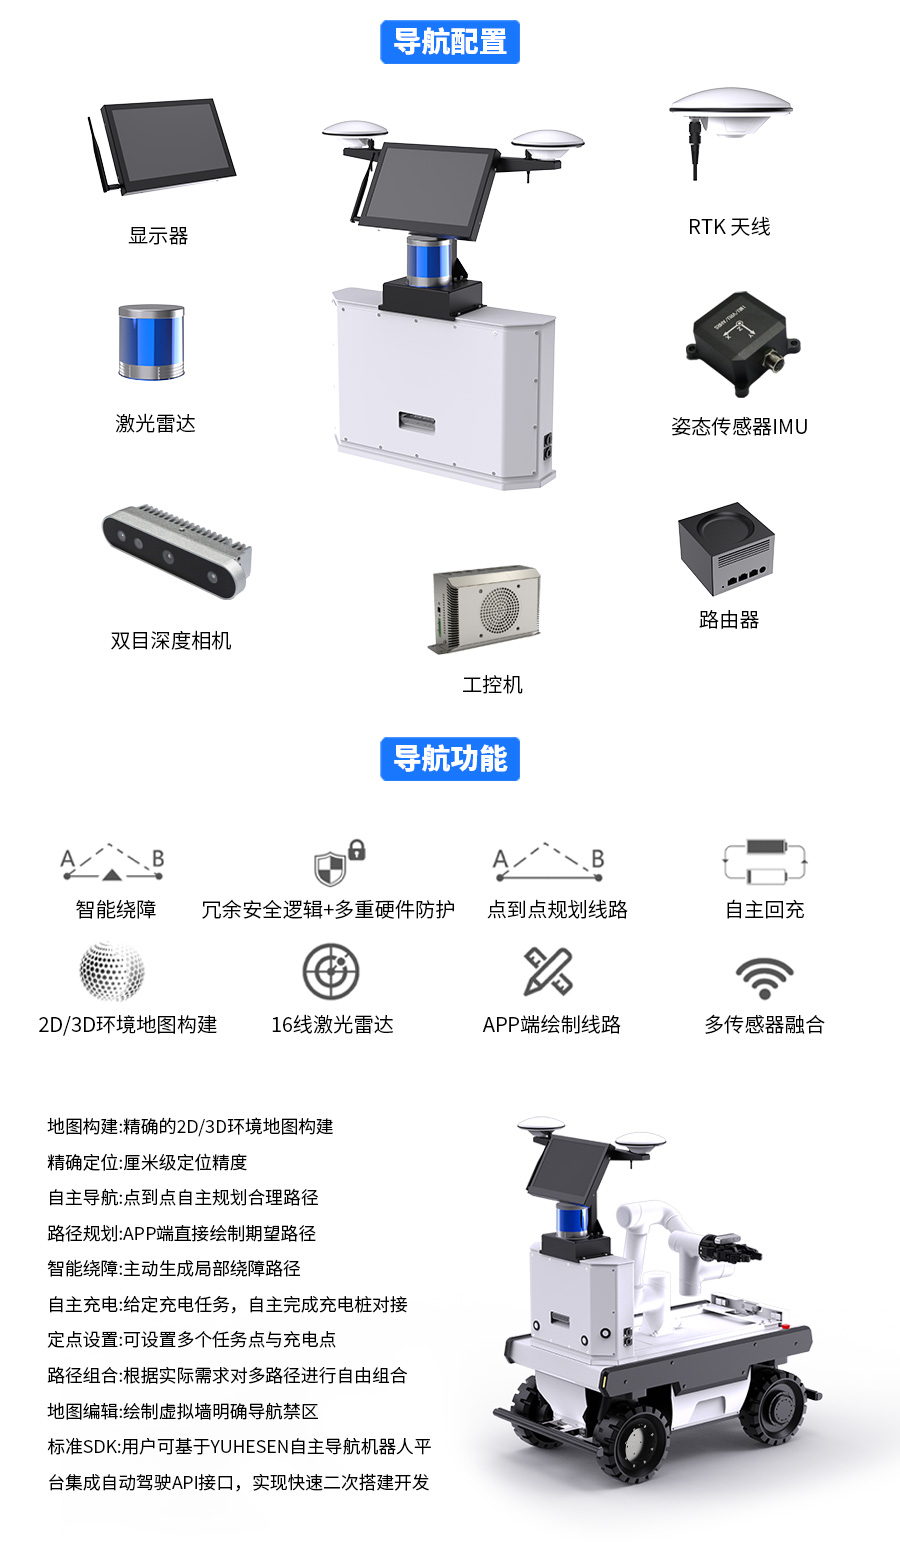 导航配置
显示器
RTK 天线
激光雷达
姿态传感器IMU
双目深度相机
路由器
工控机
导航功能
A B
A B
智能绕障
冗余安全逻辑+多重硬件防护
点到点规划线路
自主回充
2D/3D环境地图构建
16线激光雷达
APP端绘制线路
多传感器融合
地图构建:精确的2D/3D环境地图构建
精确定位:厘米级定位精度
自主导航:点到点自主规划合理路径
路径规划:APP端直接绘制期望路径
智能绕障:主动生成局部绕障路径
自主充电:给定充电任务，自主完成充电桩对接
定点设置:可设置多个任务点与充电点
路径组合:根据实际需求对多路径进行自由组合
地图编辑:绘制虚拟墙明确导航禁区
标准SDK:用户可基于YUHESEN自主导航机器人平
台集成自动驾驶API接口，实现快速二次搭建开发